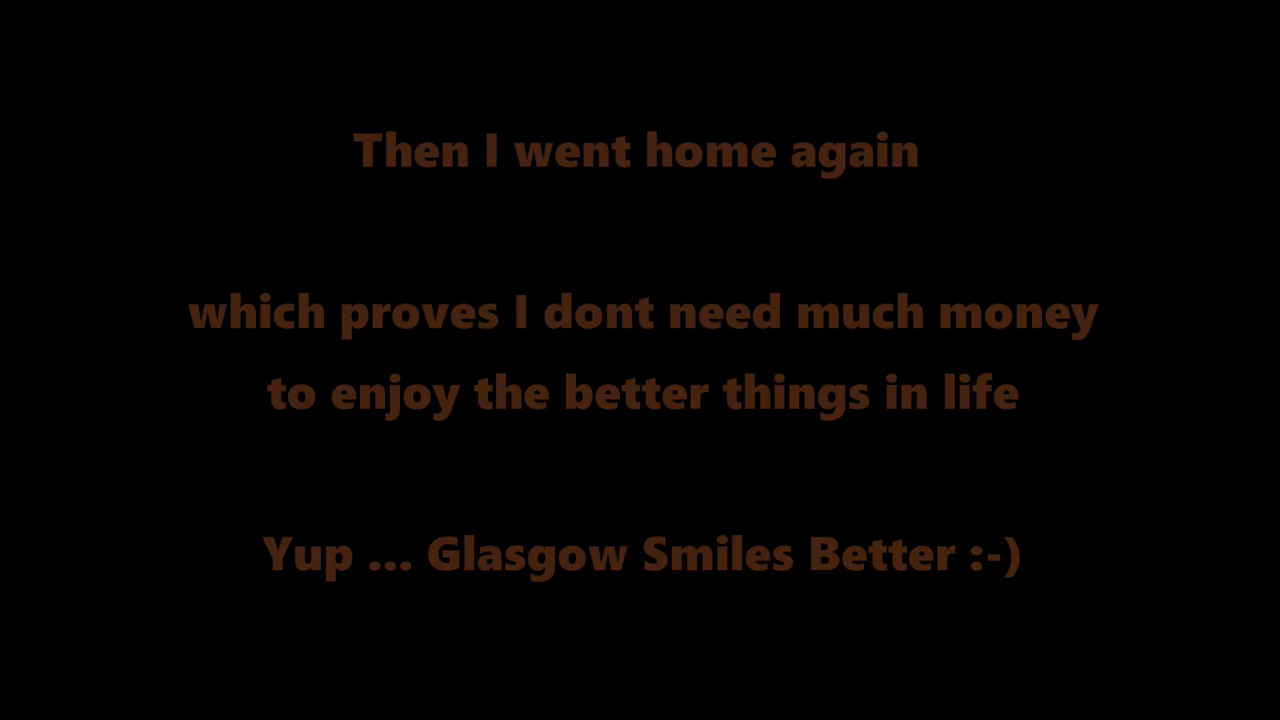 Then I went home again
which proves I dont need much money
to enjoy the better things in life
Yup ... Glasgow Smiles Better :-)